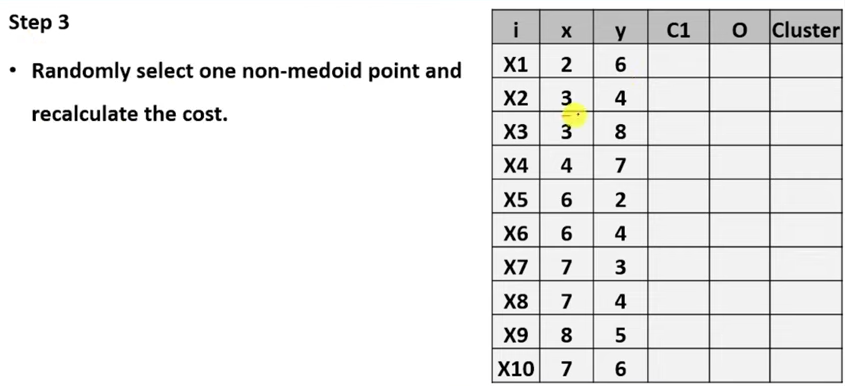 Step 3
• Randomly select one non-medoid point and
recalculate the cost.
i x y C1 O Cluster
X1 2 6
X2 3 4
X3 3 8
X4 4 7
X5 6 2
X6 6 4
X7 7 3
X8 7 4
X9 8 5
X10 7 6